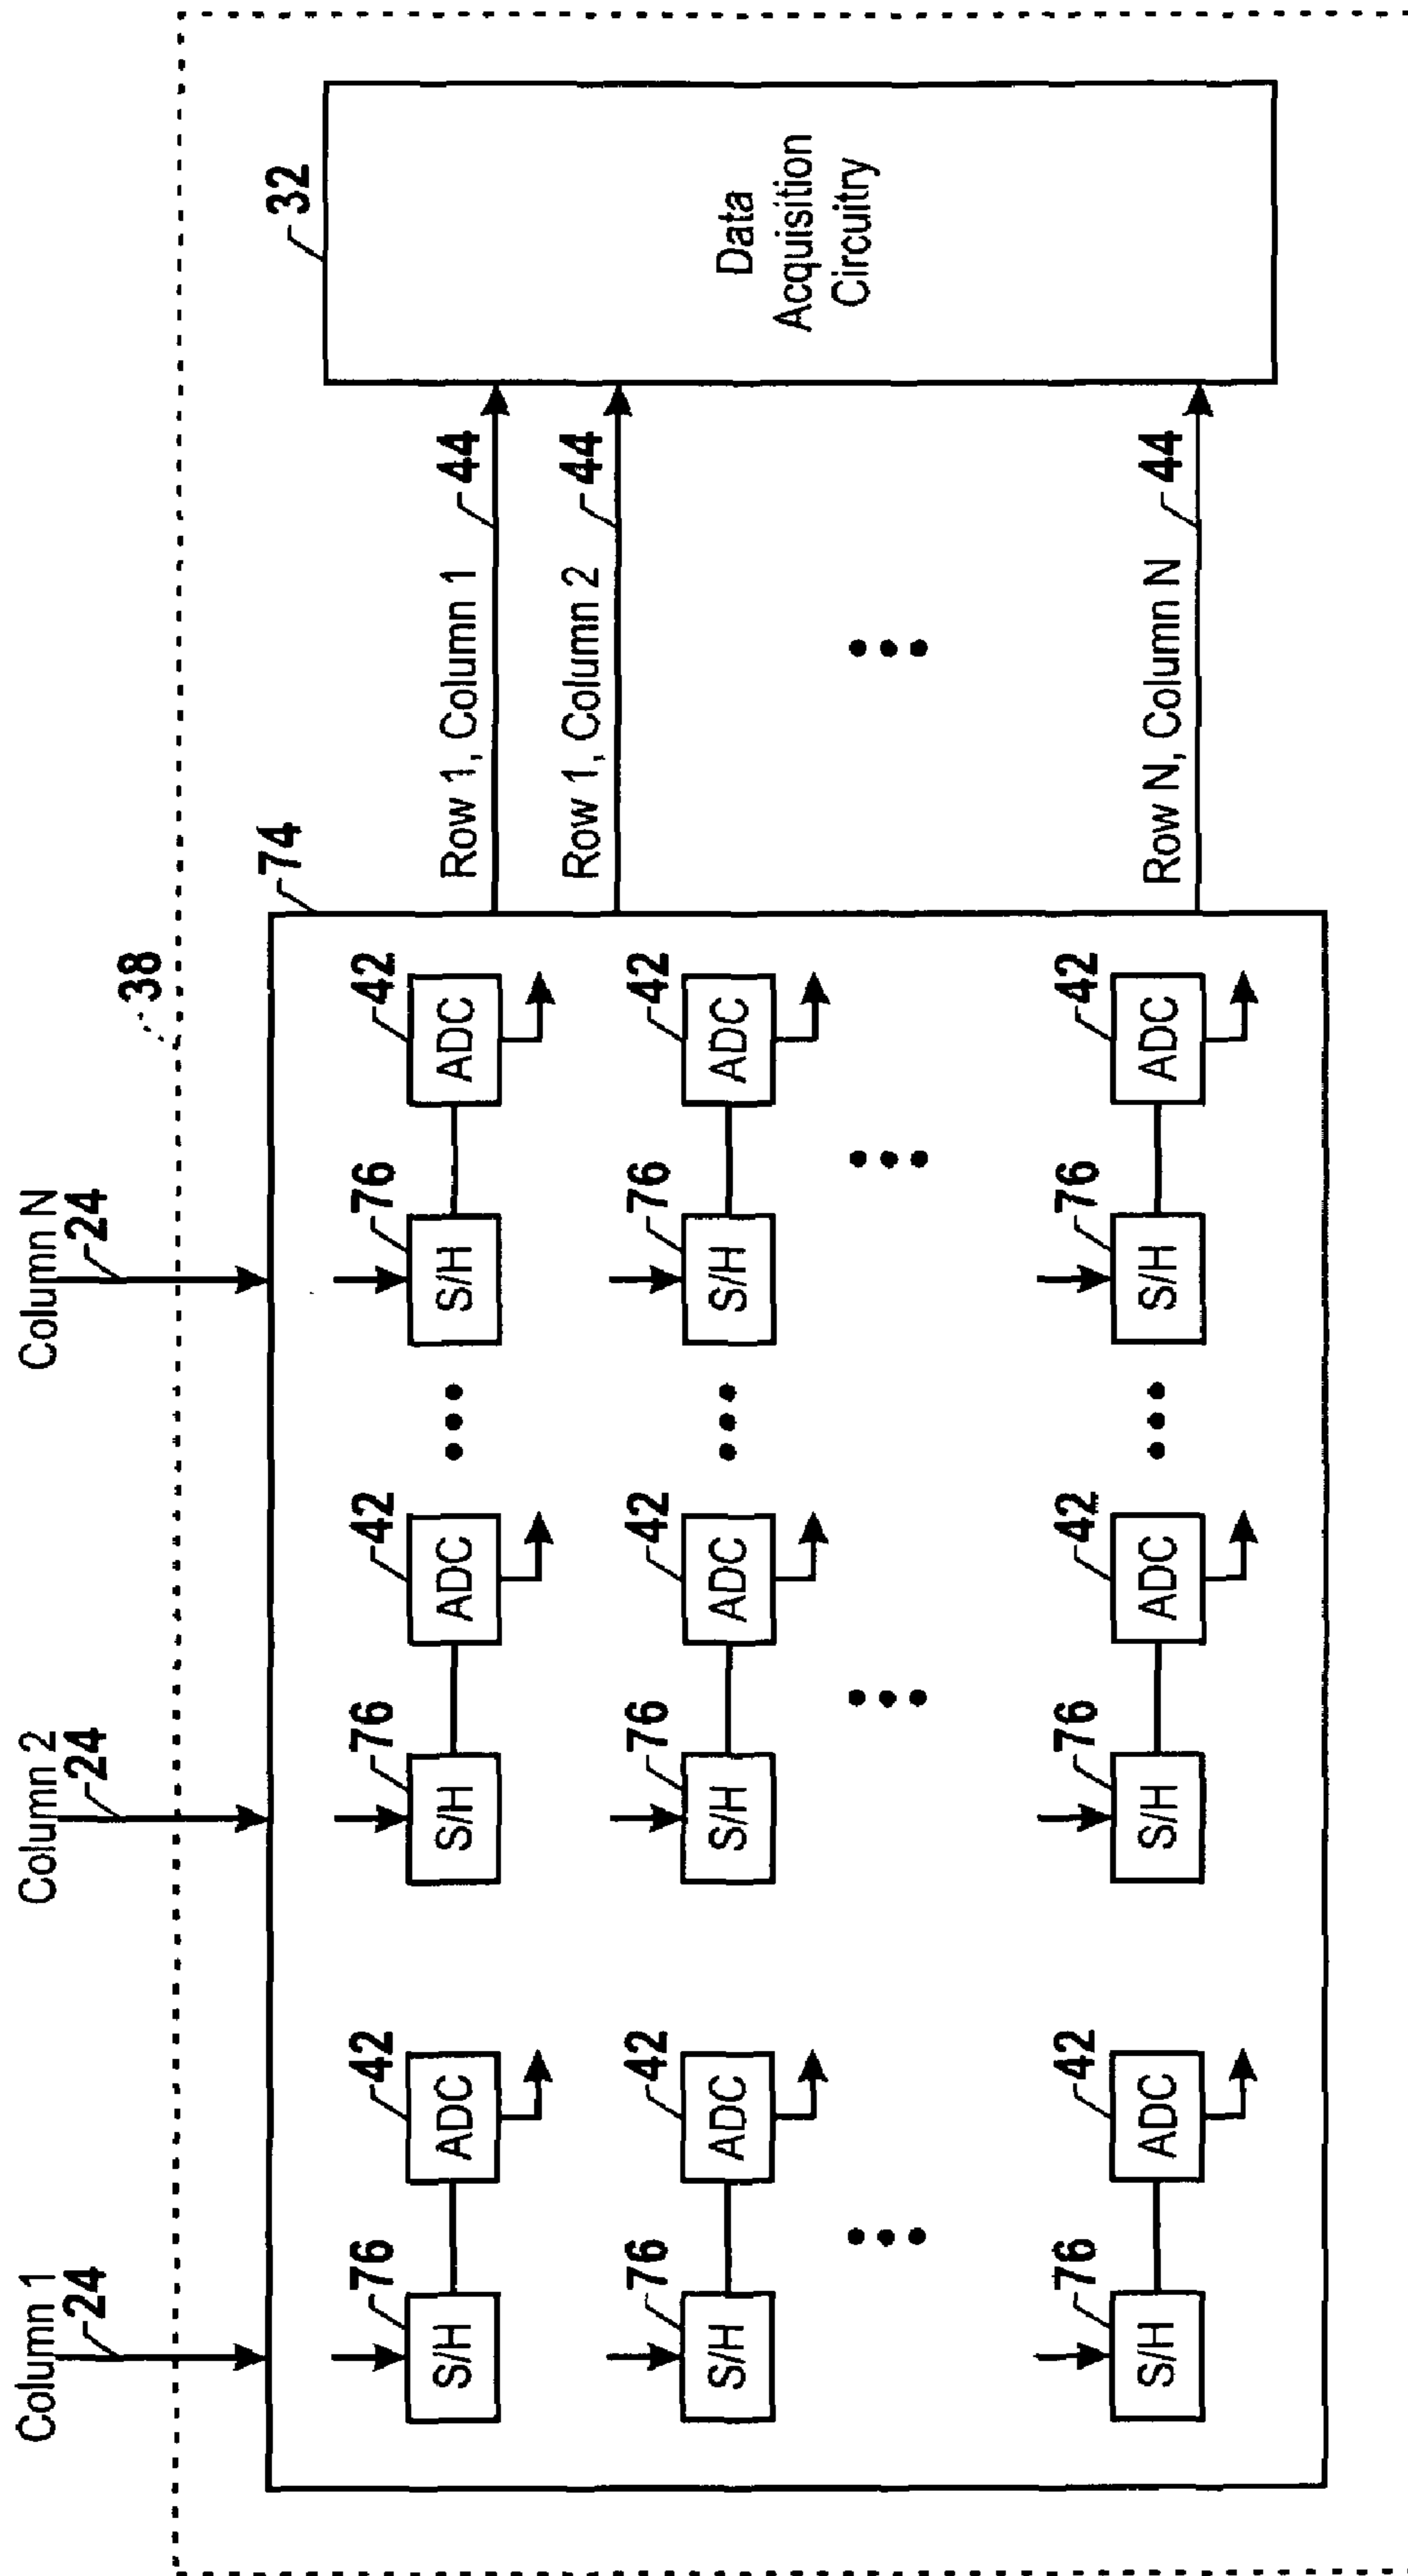 Column 1
24
Column 2
24
Column N
24
38
74
32
76
S/H
42
ADC
76
S/H
42
ADC
76
S/H
42
ADC
76
S/H
42
ADC
76
S/H
42
ADC
76
S/H
42
ADC
76
S/H
42
ADC
76
S/H
42
ADC
76
S/H
42
ADC
Row 1, Column 1
44
Row 1, Column 2
44
Row N, Column N
44
Data
Acquisition
Circuitry